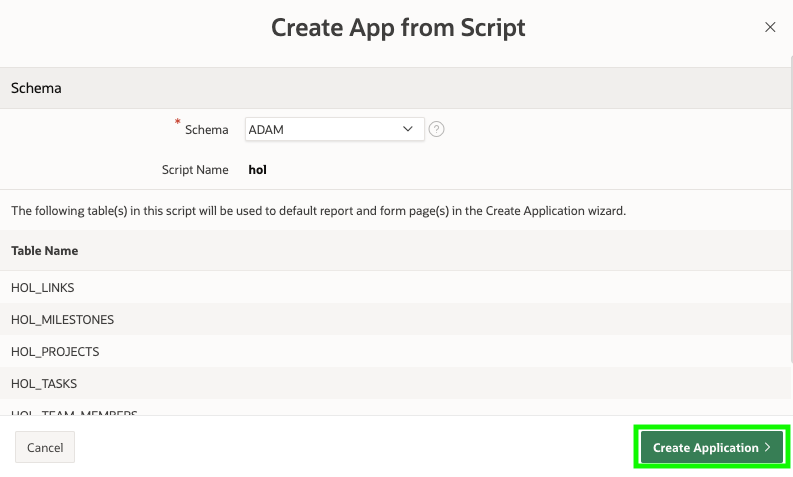 Create App from Script
Schema
* Schema ADAM
Script Name hol
The following table(s) in this script will be used to default report and form page(s) in the Create Application wizard.
Table Name
HOL_LINKS
HOL_MILESTONES
HOL_PROJECTS
HOL_TASKS
HOL_TEAM_MEMBERS
Cancel Create Application